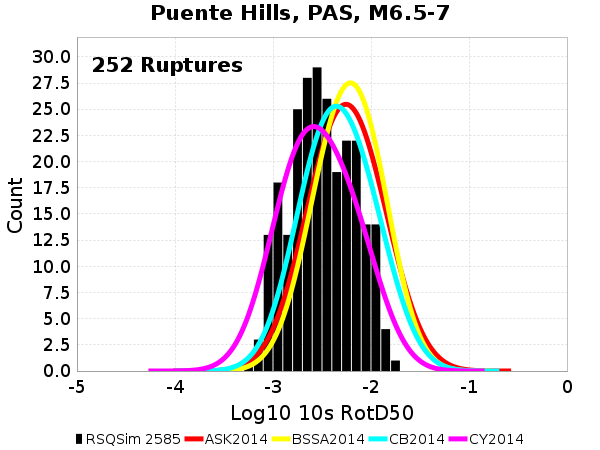 Puente Hills, PAS, M6.5-7
252 Ruptures
30.0
27.5
25.0
22.5
20.0
17.5
15.0
12.5
10.0
7.5
5.0
2.5
0.0
Count
-5 -4 -3 -2 -1 0
Log10 10s RotD50
RSQSim 2585 ASK2014 BSSA2014 CB2014 CY2014